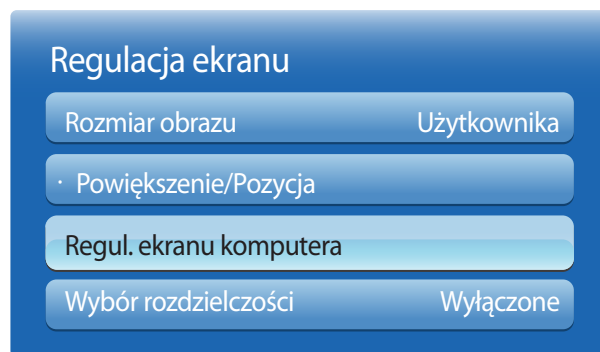 Regulacja ekranu
Rozmiar obrazu Użytkownika
· Powiększenie/Pozycja
Regul. ekranu komputera
Wybór rozdzielczości Wyłączone